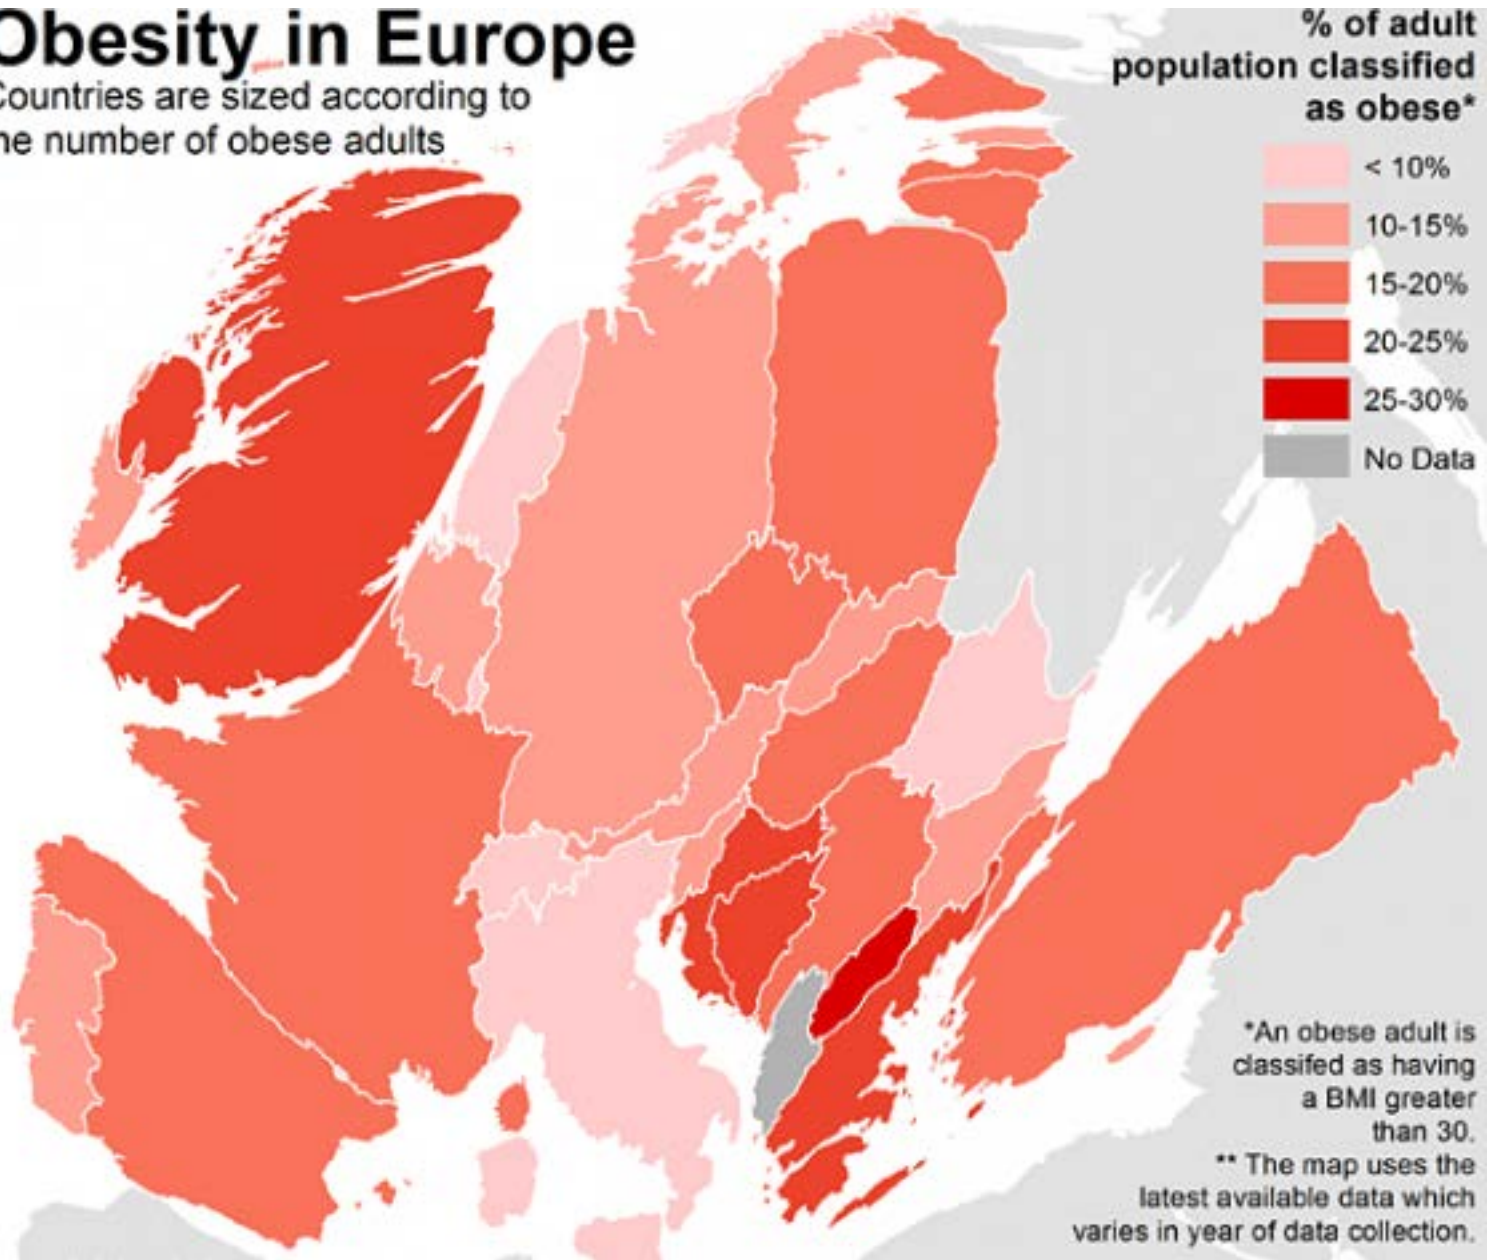 Obesity in Europe
Countries are sized according to
he number of obese adults
% of adult
population classified
as obese*
< 10%
10-15%
15-20%
20-25%
25-30%
No Data
*An obese adult is
classifed as having
a BMI greater
than 30.
** The map uses the
latest available data which
varies in year of data collection.